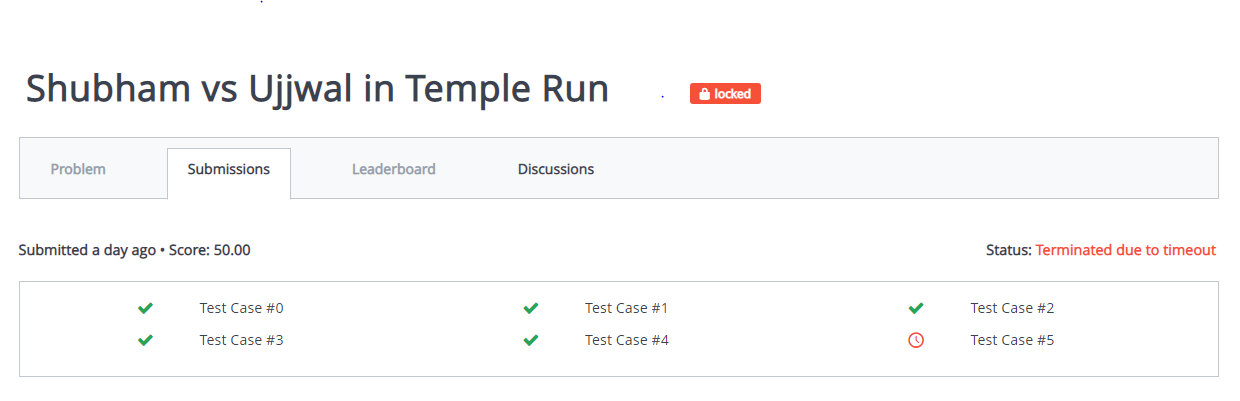 Shubham vs Ujjwal in Temple Run locked
Problem Submissions Leaderboard Discussions
Submitted a day ago • Score: 50.00 Status: Terminated due to timeout
Test Case #0 Test Case #1 Test Case #2
Test Case #3 Test Case #4 Test Case #5